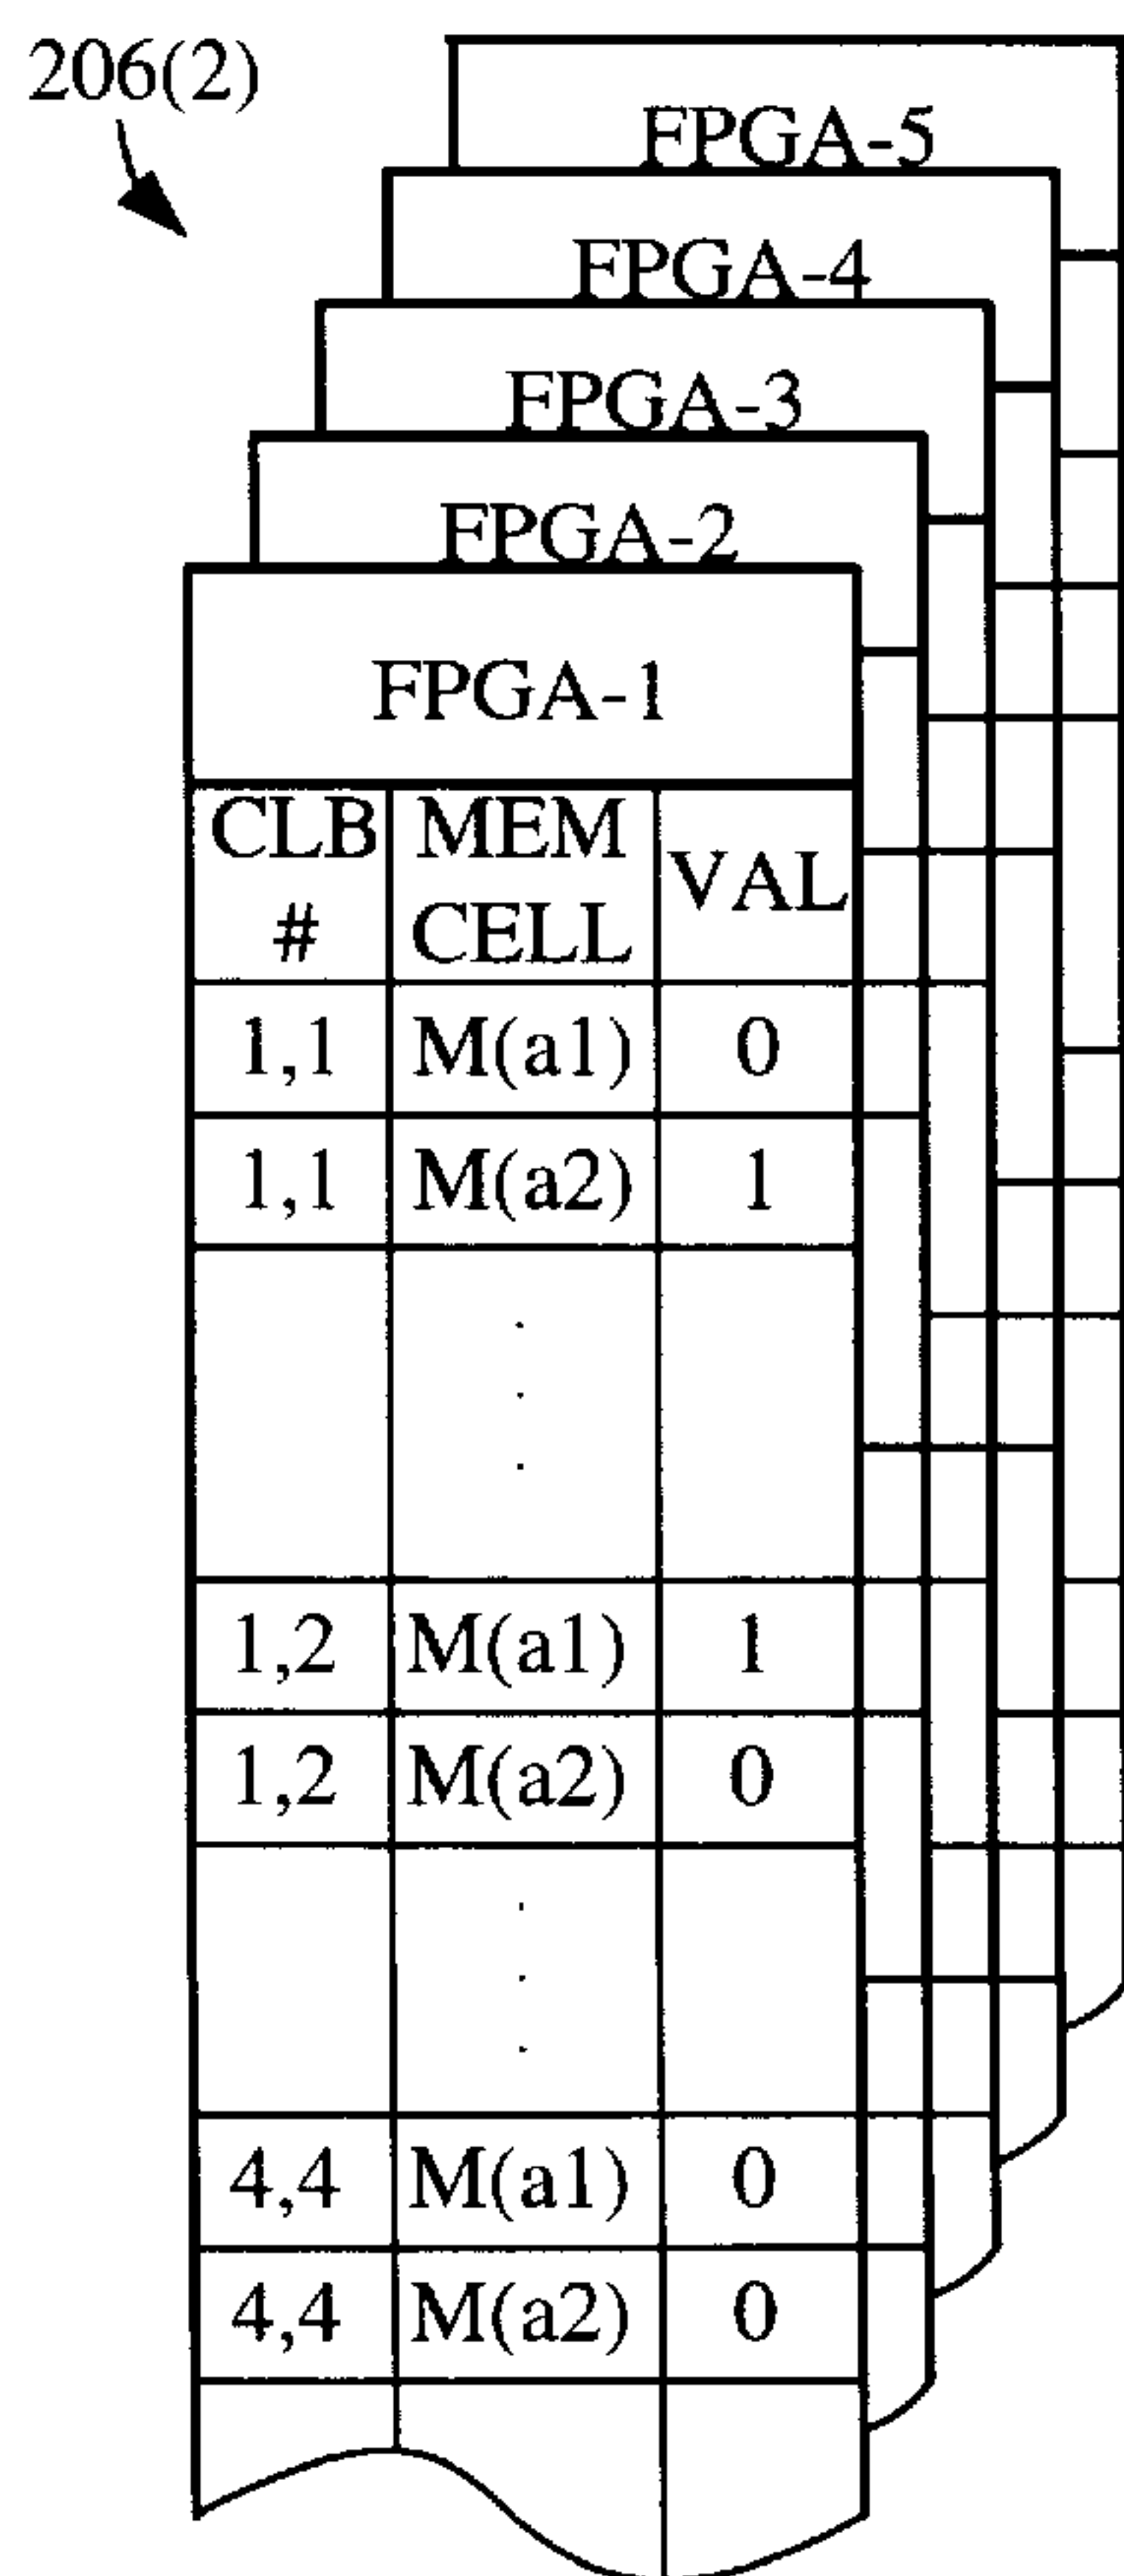 206(2)
FPGA-5
FPGA-4
FPGA-3
FPGA-2
FPGA-1
CLB # MEM CELL VAL
1,1 M(a1) 0
1,1 M(a2) 1
1,2 M(a1) 1
1,2 M(a2) 0
4,4 M(a1) 0
4,4 M(a2) 0